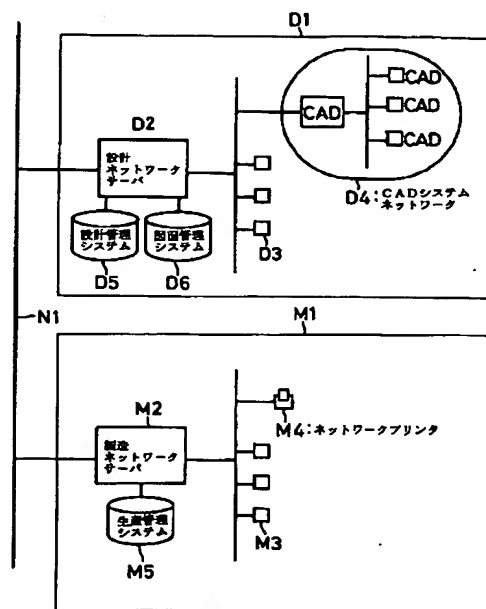 D1
D2
設計
ネットワーク
サーバ
設計管理
システム
図面管理
システム
D5
D6
D3
CAD
CAD
CAD
CAD
D4:CADシステム
ネットワーク
N1
M1
M2
製造
ネットワーク
サーバ
生産管理
システム
M5
M4:ネットワークプリンタ
M3